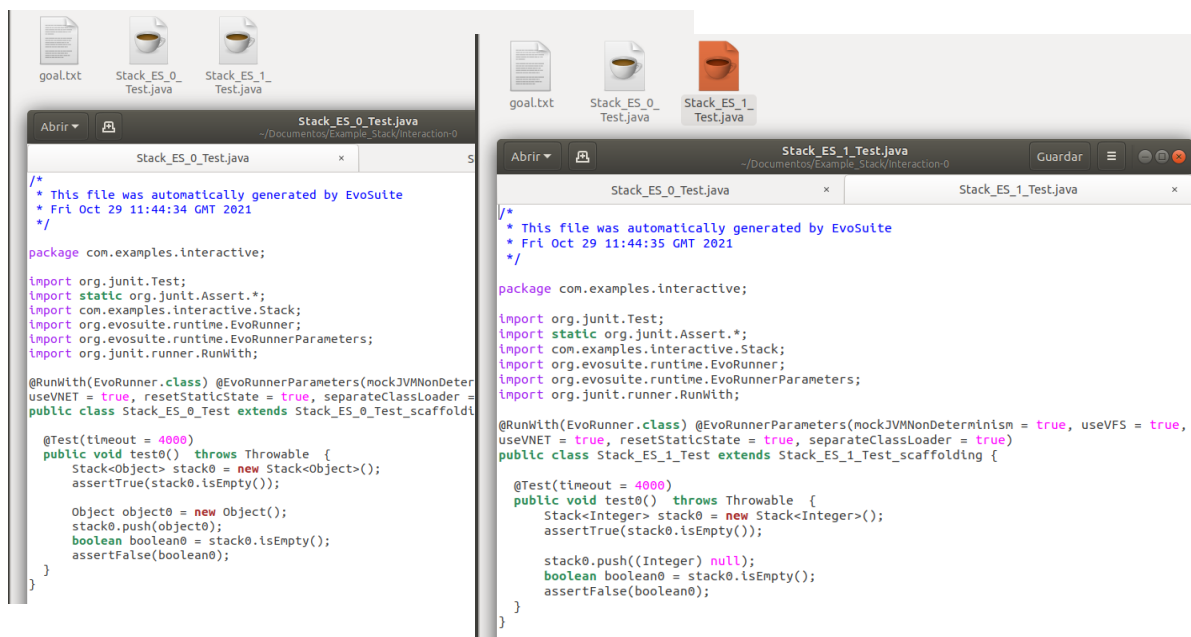 goal.txt
Stack_ES_0_
Test.java
Stack_ES_1_
Test.java
Abrir
Stack_ES_0_Test.java
~/Documentos/Example_Stack/Interaction-0
Stack_ES_0_Test.java ×
S
/*
* This file was automatically generated by EvoSuite
* Fri Oct 29 11:44:34 GMT 2021
*/
package com.examples.interactive;
import org.junit.Test;
import static org.junit.Assert.*;
import com.examples.interactive.Stack;
import org.evosuite.runtime.EvoRunner;
import org.evosuite.runtime.EvoRunnerParameters;
import org.junit.runner.RunWith;
@RunWith(EvoRunner.class) @EvoRunnerParameters(mockJVMNonDeter
useVNET = true, resetStaticState = true, separateClassLoader =
public class Stack_ES_0_Test extends Stack_ES_0_Test_scaffoldi
@Test(timeout = 4000)
public void test0()  throws Throwable  {
Stack<Object> stack0 = new Stack<Object>();
assertTrue(stack0.isEmpty());
Object object0 = new Object();
stack0.push(object0);
boolean boolean0 = stack0.isEmpty();
assertFalse(boolean0);
}
}
goal.txt
Stack_ES_0_
Test.java
Stack_ES_1_
Test.java
Abrir
Stack_ES_1_Test.java
~/Documentos/Example_Stack/Interaction-0
Guardar
Stack_ES_0_Test.java ×
Stack_ES_1_Test.java ×
/*
* This file was automatically generated by EvoSuite
* Fri Oct 29 11:44:35 GMT 2021
*/
package com.examples.interactive;
import org.junit.Test;
import static org.junit.Assert.*;
import com.examples.interactive.Stack;
import org.evosuite.runtime.EvoRunner;
import org.evosuite.runtime.EvoRunnerParameters;
import org.junit.runner.RunWith;
@RunWith(EvoRunner.class) @EvoRunnerParameters(mockJVMNonDeterminism = true, useVFS = true,
useVNET = true, resetStaticState = true, separateClassLoader = true)
public class Stack_ES_1_Test extends Stack_ES_1_Test_scaffolding {
@Test(timeout = 4000)
public void test0()  throws Throwable  {
Stack<Integer> stack0 = new Stack<Integer>();
assertTrue(stack0.isEmpty());
stack0.push((Integer) null);
boolean boolean0 = stack0.isEmpty();
assertFalse(boolean0);
}
}